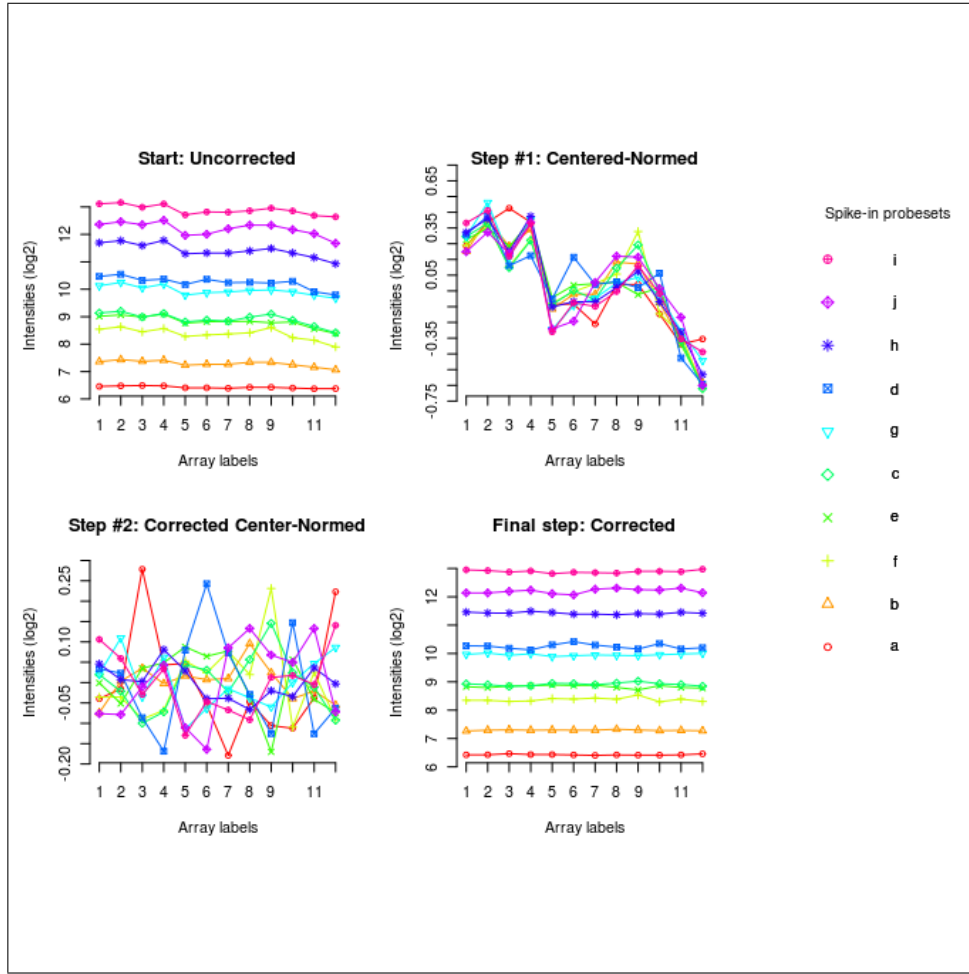 Start: Uncorrected
Intensities (log2)
12
10
9
8
7
6
1 2 3 4 5 6 7 8 9 11
Array labels
Step #1: Centered-Normed
0.65
0.35
0.05
-0.35
-0.75
1 2 3 4 5 6 7 8 9 11
Array labels
Intensities (log2)
Step #2: Corrected Center-Normed
Intensities (log2)
0.25
0.10
-0.05
-0.20
1 2 3 4 5 6 7 8 9 11
Array labels
Final step: Corrected
Intensities (log2)
12
10
9
8
7
6
1 2 3 4 5 6 7 8 9 11
Array labels
Spike-in probesets
i
j
h
d
g
c
e
f
b
a